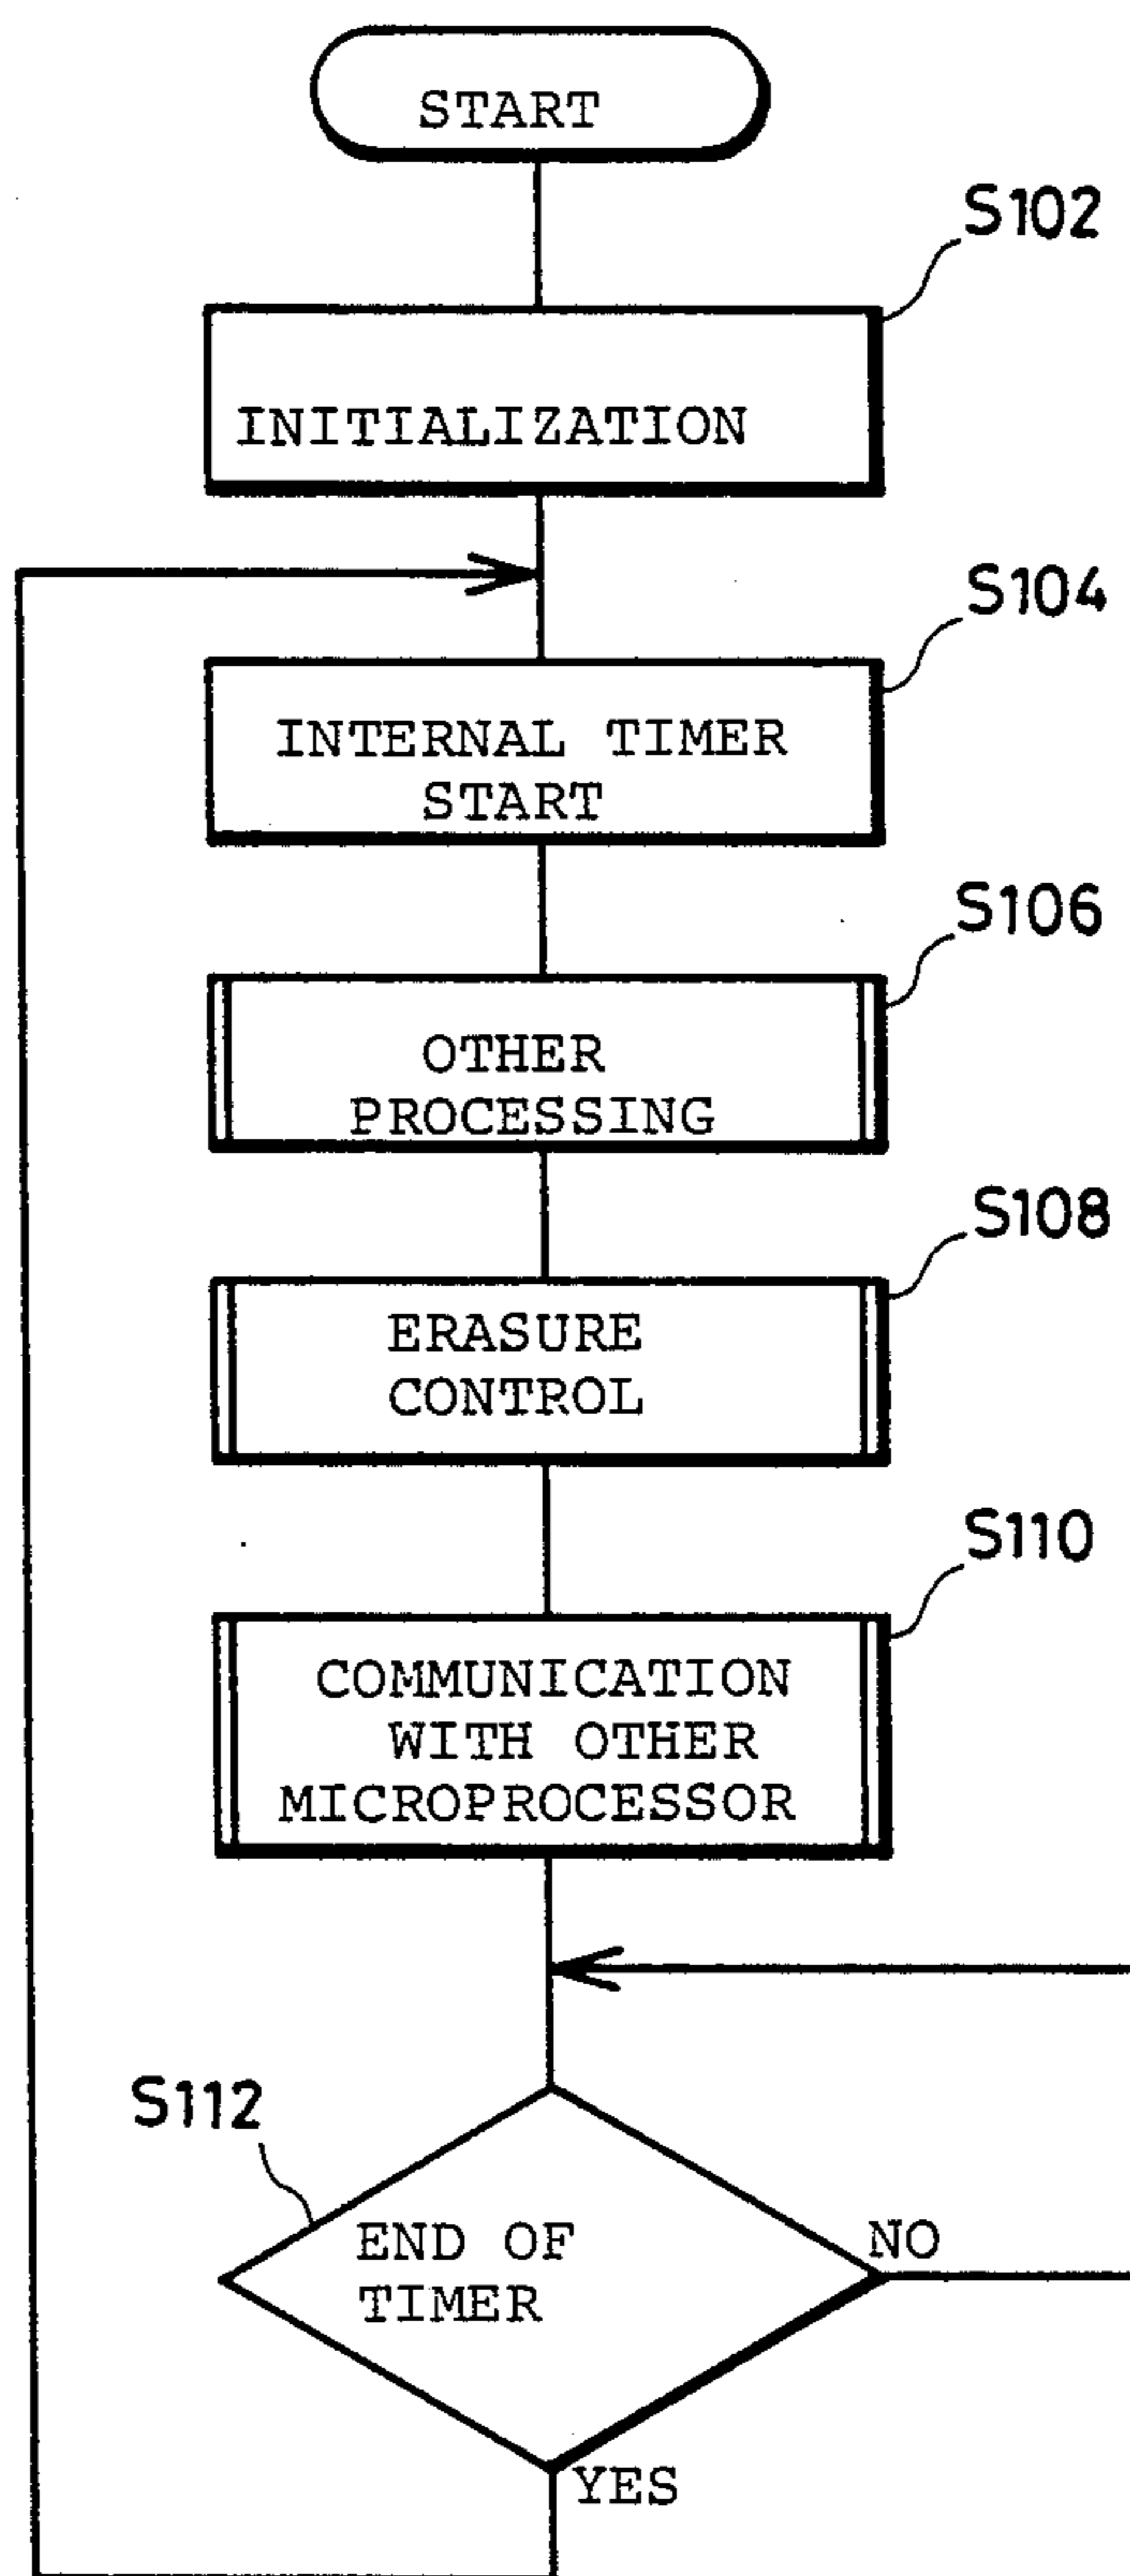 START
S102
INITIALIZATION
S104
INTERNAL TIMER
START
S106
OTHER
PROCESSING
S108
ERASURE
CONTROL
S110
COMMUNICATION
WITH OTHER
MICROPROCESSOR
S112
END OF
TIMER
NO
YES